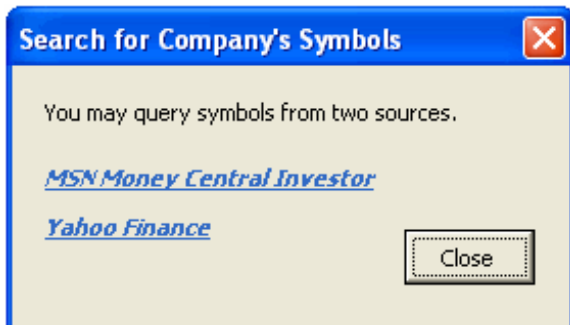 Search for Company's Symbols
You may query symbols from two sources.
MSN Money Central Investor
Yahoo Finance
Close